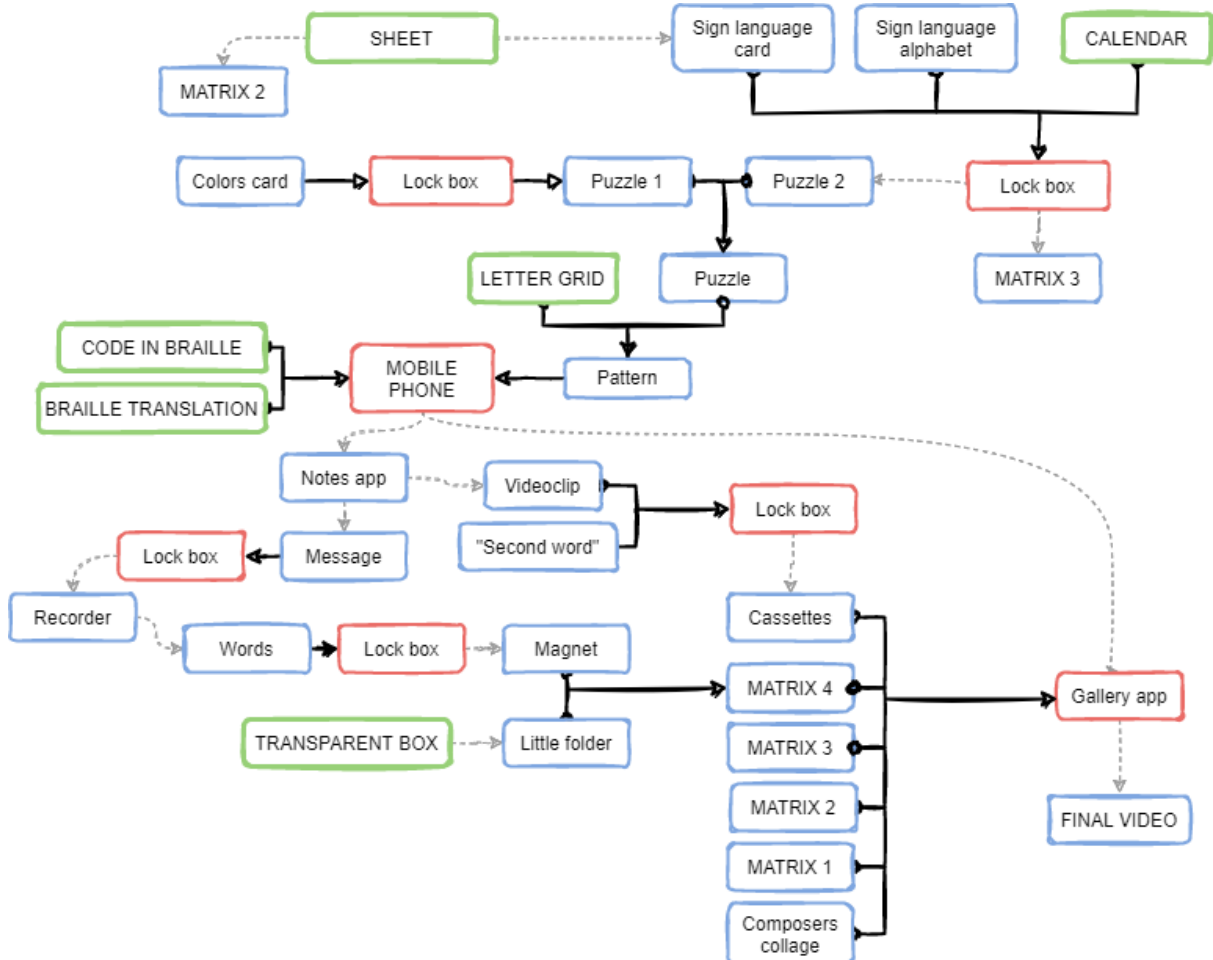 SHEET
Sign language
card
Sign language
alphabet
CALENDAR
MATRIX 2
Colors card
Lock box
Puzzle 1
Puzzle 2
Lock box
LETTER GRID
Puzzle
MATRIX 3
CODE IN BRAILLE
MOBILE
PHONE
Pattern
BRAILLE TRANSLATION
Notes app
Videoclip
Lock box
"Second word"
Lock box
Message
Recorder
Cassettes
Words
Lock box
Magnet
MATRIX 4
Gallery app
TRANSPARENT BOX
Little folder
MATRIX 3
MATRIX 2
FINAL VIDEO
MATRIX 1
Composers
collage